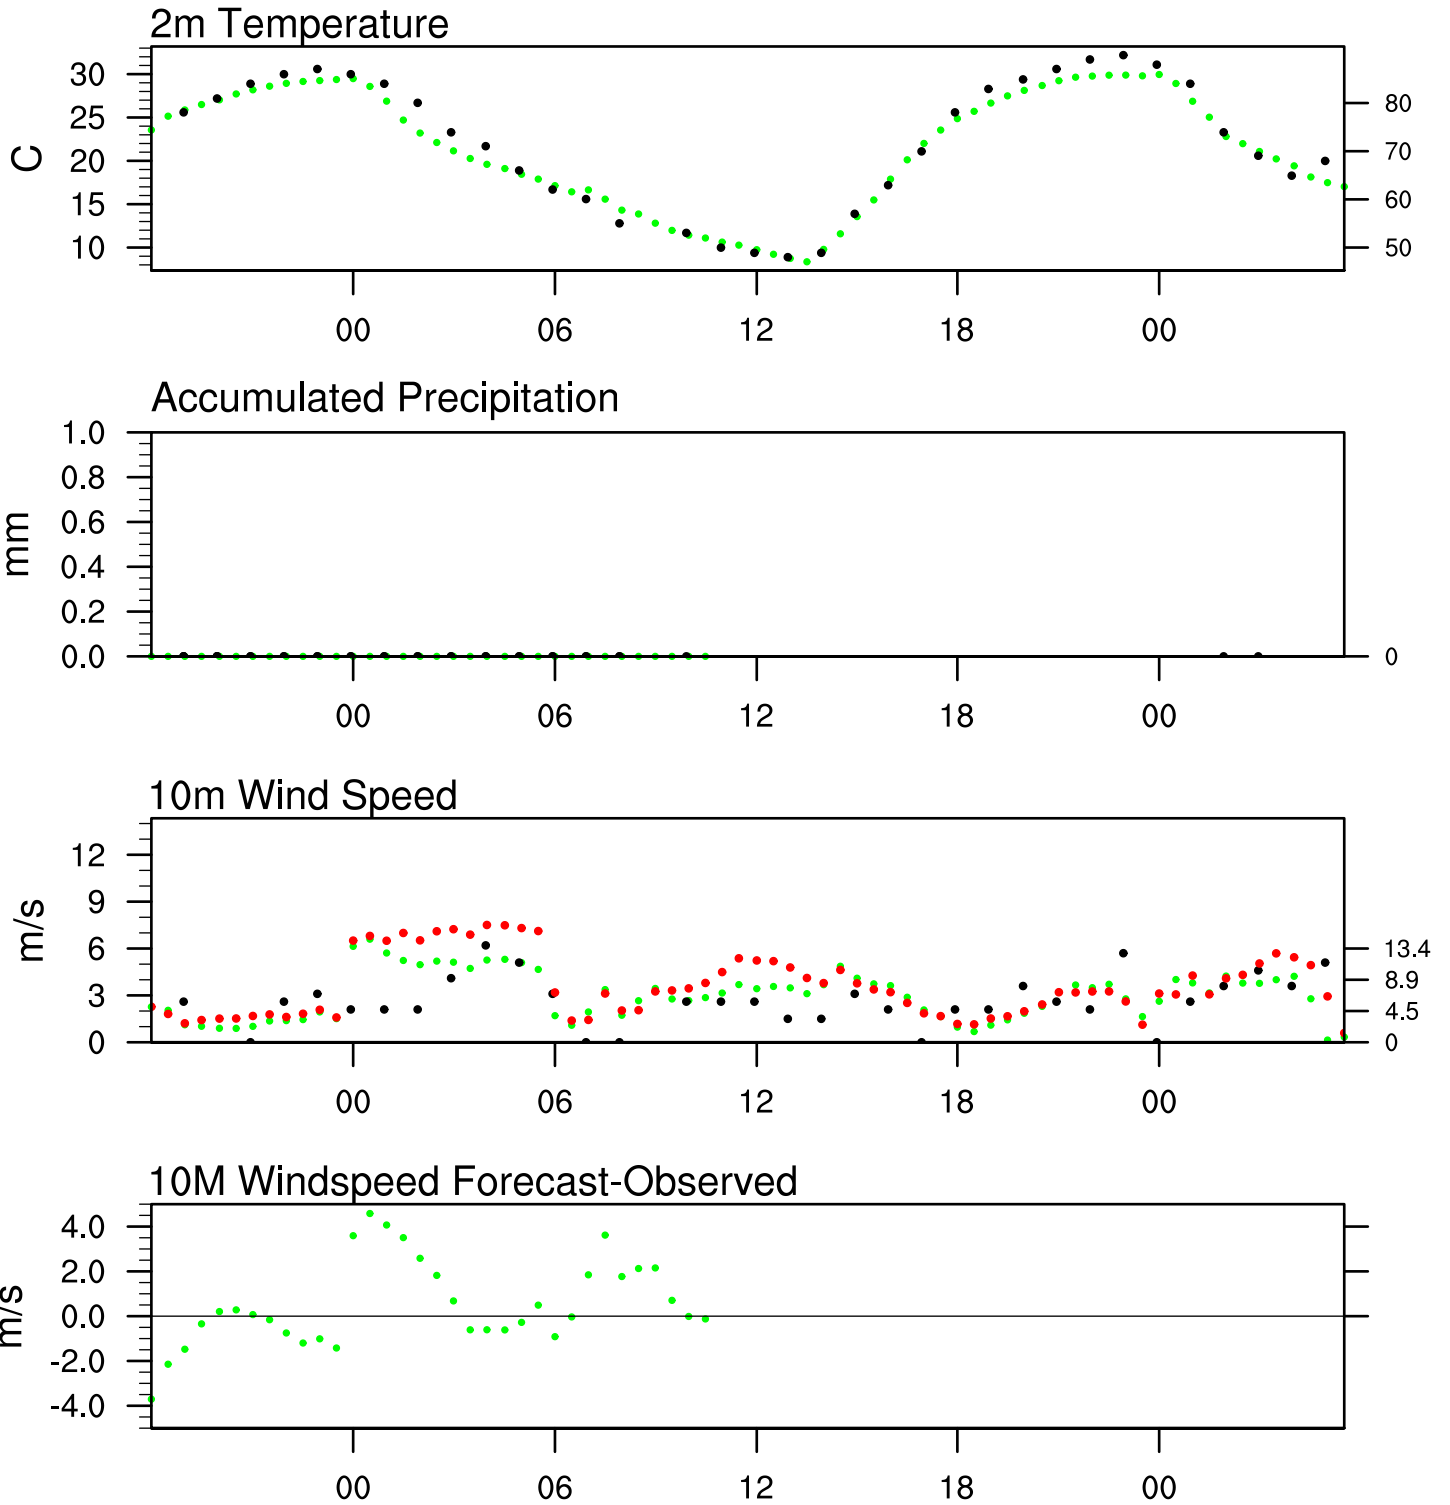 2m Temperature
30
25
20
15
10
C
80
70
60
50
00 06 12 18 00
Accumulated Precipitation
1.0
0.8
0.6
0.4
0.2
0.0
mm
0
00 06 12 18 00
10m Wind Speed
12
9
6
3
0
m/s
13.4
8.9
4.5
0
00 06 12 18 00
10M Windspeed Forecast-Observed
4.0
2.0
0.0
-2.0
-4.0
m/s
00 06 12 18 00